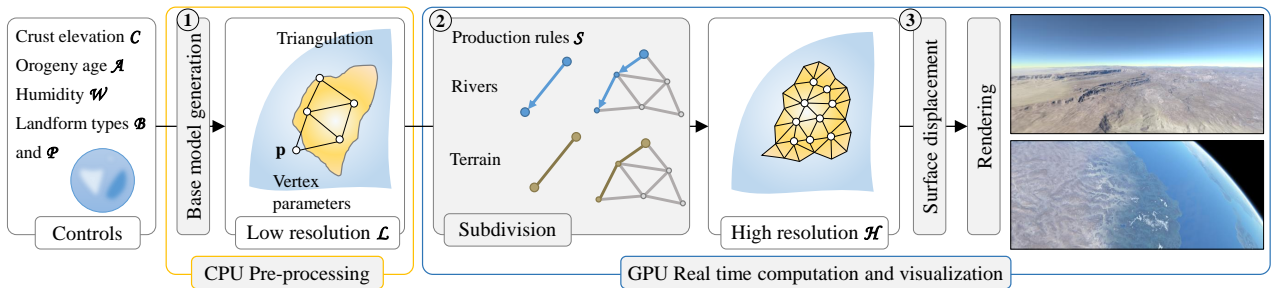 Crust elevation 𝓒
Orogeny age 𝓐
Humidity 𝓦
Landform types 𝓑
and 𝓟
Controls
1
Base model generation
Triangulation
p
Vertex
parameters
Low resolution 𝓛
CPU Pre-processing
2
Production rules 𝓢
Rivers
Terrain
Subdivision
High resolution 𝓗
3
Surface displacement
Rendering
GPU Real time computation and visualization